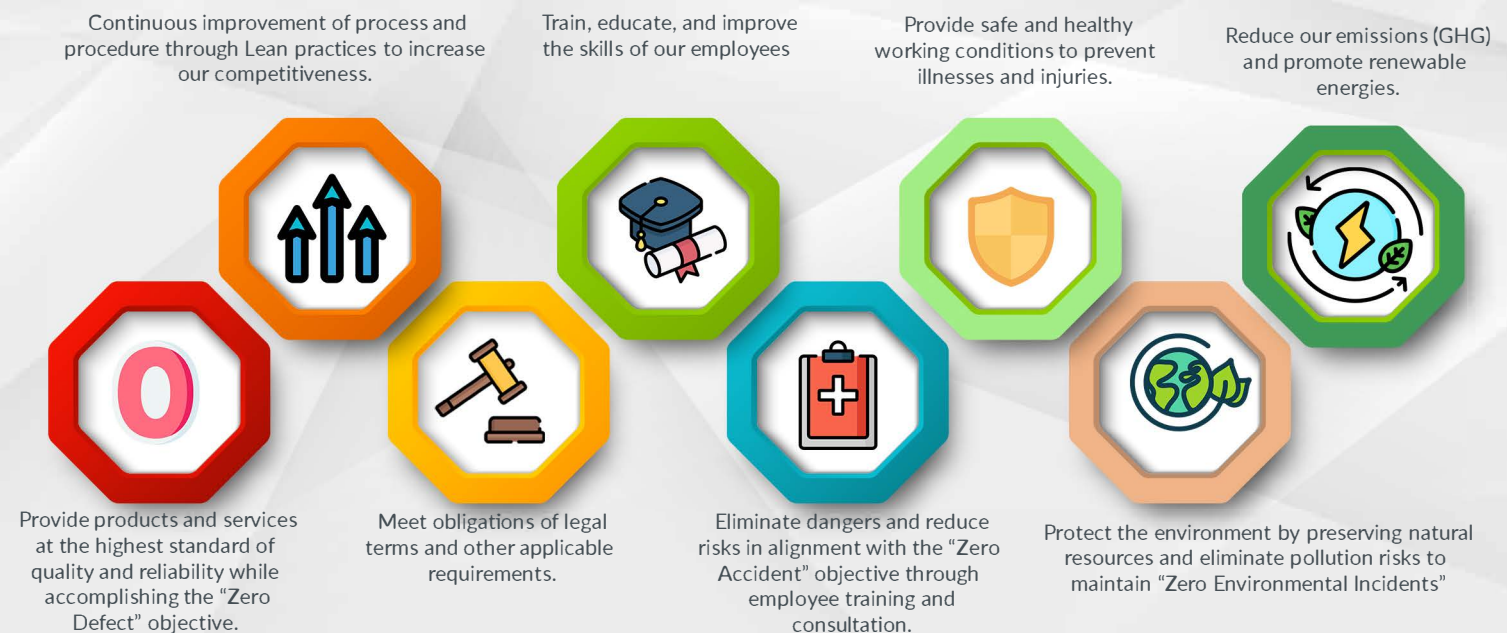 Continuous improvement of process and
procedure through Lean practices to increase
our competitiveness.
Train, educate, and improve
the skills of our employees
Provide safe and healthy
working conditions to prevent
illnesses and injuries.
Reduce our emissions (GHG)
and promote renewable
energies.
0
Provide products and services
at the highest standard of
quality and reliability while
accomplishing the “Zero
Defect” objective.
Meet obligations of legal
terms and other applicable
requirements.
Eliminate dangers and reduce
risks in alignment with the “Zero
Accident” objective through
employee training and
consultation.
Protect the environment by preserving natural
resources and eliminate pollution risks to
maintain “Zero Environmental Incidents”